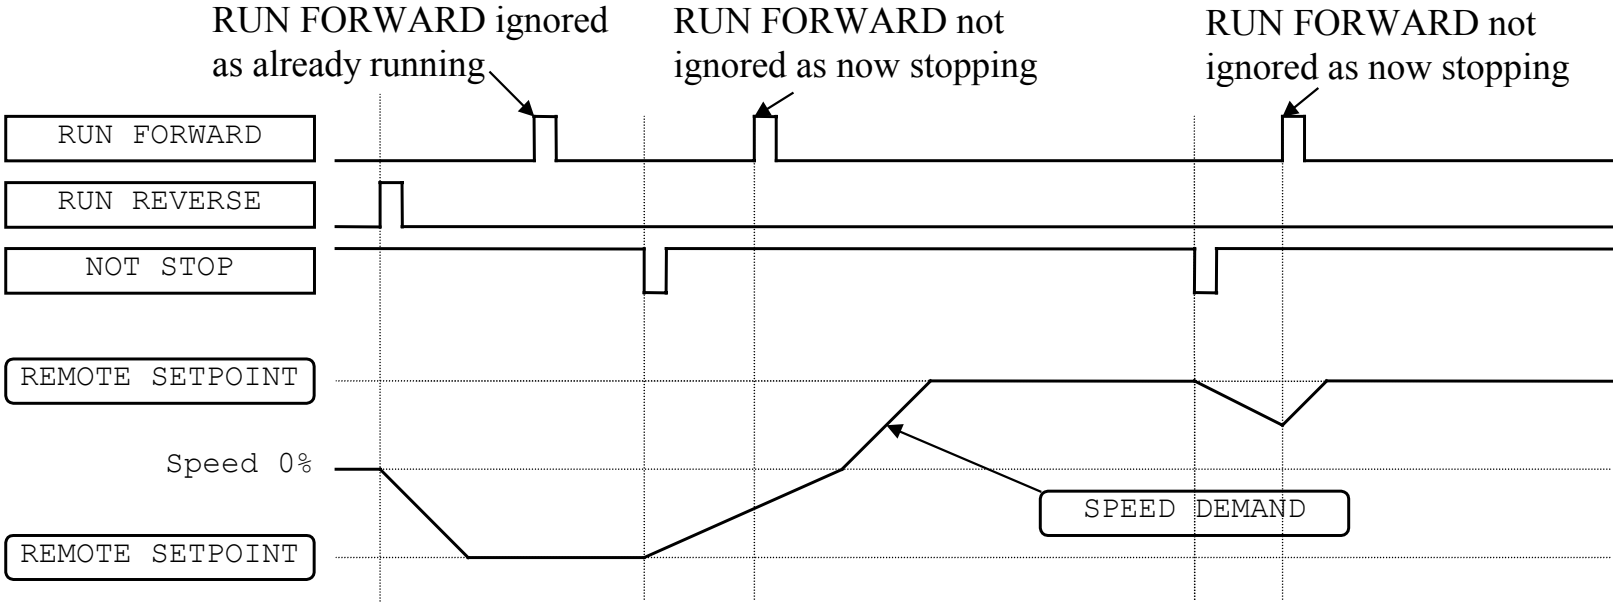 RUN FORWARD ignored
as already running
RUN FORWARD not
ignored as now stopping
RUN FORWARD not
ignored as now stopping
RUN FORWARD
RUN REVERSE
NOT STOP
REMOTE SETPOINT
Speed 0%
SPEED DEMAND
REMOTE SETPOINT